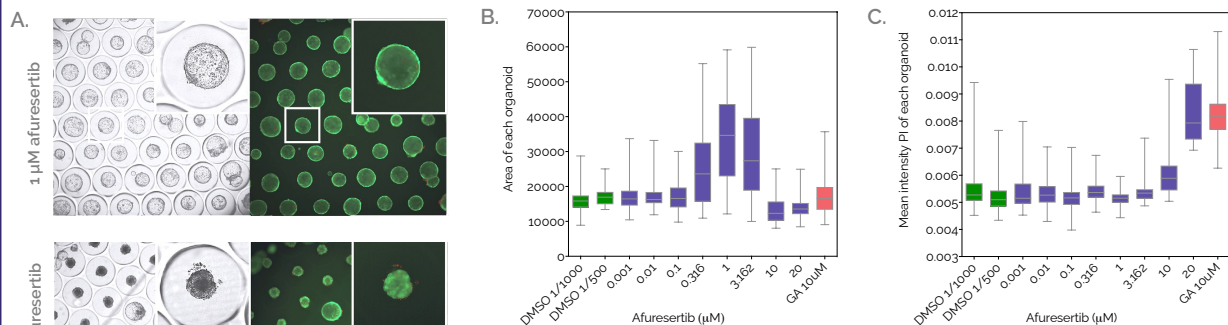 A.
1 µM afuresertib
B.
Area of each organoid
70000
60000
50000
40000
30000
20000
10000
0
DMSO 1/1000
DMSO 1/500
0.001
0.01
0.1
0.316
1
3.162
10
20
GA 10uM
Afuresertib (µM)
C.
Mean intensity PI of each organoid
0.012
0.011
0.010
0.009
0.008
0.007
0.006
0.005
0.004
0.003
DMSO 1/1000
DMSO 1/500
0.001
0.01
0.1
0.316
1
3.162
10
20
GA 10uM
Afuresertib (µM)